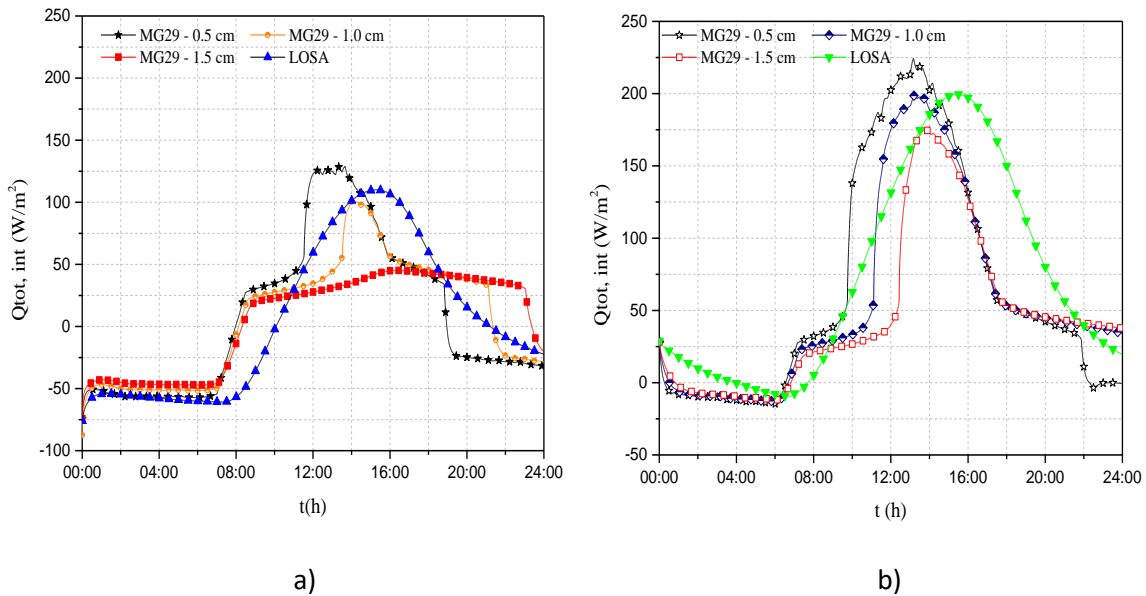 MG29 - 0.5 cm
MG29 - 1.0 cm
MG29 - 1.5 cm
LOSA
Qtot, int (W/m²)
250
200
150
100
50
0
-50
-100
00:00 04:00 08:00 12:00 16:00 20:00 24:00
t(h)
a)
MG29 - 0.5 cm
MG29 - 1.0 cm
MG29 - 1.5 cm
LOSA
Qtot, int (W/m²)
250
200
150
100
50
0
-50
00:00 04:00 08:00 12:00 16:00 20:00 24:00
t (h)
b)